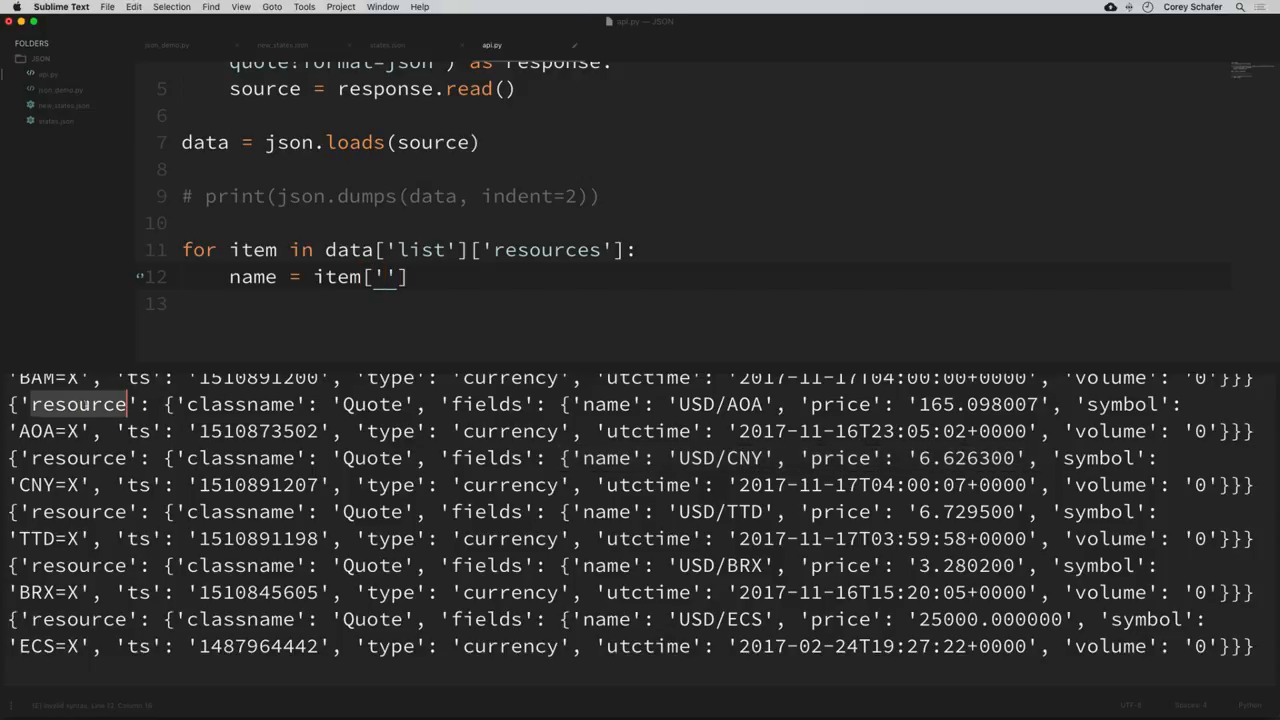 Sublime Text File Edit Selection Find View Goto Tools Project Window Help Corey Schafer
api.py — JSON
FOLDERS
JSON
api.py
json_demo.py
new_states.json
states.json
json_demo.py new_states.json states.json api.py
quote?format=json") as response:
5 source = response.read()
6
7 data = json.loads(source)
8
9 # print(json.dumps(data, indent=2))
10
11 for item in data['list']['resources']:
12 name = item['']
13
'BAM=X', 'ts': '1510891200', 'type': 'currency', 'utctime': '2017-11-17T04:00:00+0000', 'volume': '0'}}}
{'resource': {'classname': 'Quote', 'fields': {'name': 'USD/AOA', 'price': '165.098007', 'symbol':
'AOA=X', 'ts': '1510873502', 'type': 'currency', 'utctime': '2017-11-16T23:05:02+0000', 'volume': '0'}}}
{'resource': {'classname': 'Quote', 'fields': {'name': 'USD/CNY', 'price': '6.626300', 'symbol':
'CNY=X', 'ts': '1510891207', 'type': 'currency', 'utctime': '2017-11-17T04:00:07+0000', 'volume': '0'}}}
{'resource': {'classname': 'Quote', 'fields': {'name': 'USD/TTD', 'price': '6.729500', 'symbol':
'TTD=X', 'ts': '1510891198', 'type': 'currency', 'utctime': '2017-11-17T03:59:58+0000', 'volume': '0'}}}
{'resource': {'classname': 'Quote', 'fields': {'name': 'USD/BRX', 'price': '3.280200', 'symbol':
'BRX=X', 'ts': '1510845605', 'type': 'currency', 'utctime': '2017-11-16T15:20:05+0000', 'volume': '0'}}}
{'resource': {'classname': 'Quote', 'fields': {'name': 'USD/ECS', 'price': '25000.000000', 'symbol':
'ECS=X', 'ts': '1487964442', 'type': 'currency', 'utctime': '2017-02-24T19:27:22+0000', 'volume': '0'}}}
(E) invalid syntax, Line 12, Column 16 UTF-8 Python